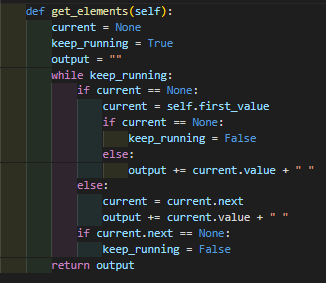 def get_elements(self):
    current = None
    keep_running = True
    output = ""
    while keep_running:
        if current == None:
            current = self.first_value
            if current == None:
                keep_running = False
            else:
                output += current.value + " "
        else:
            current = current.next
            output += current.value + " "
        if current.next == None:
            keep_running = False
    return output